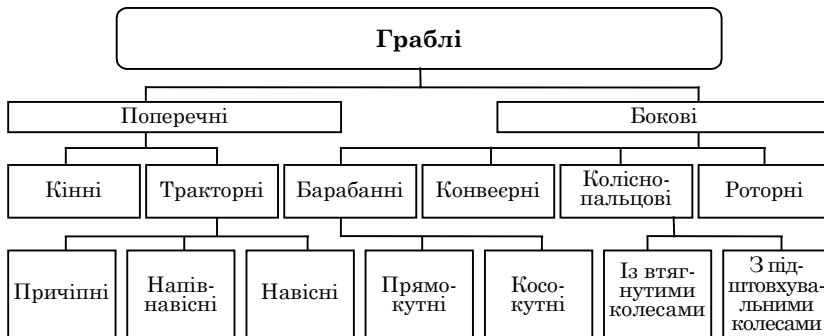 Граблі
Поперечні
Бокові
Кінні
Тракторні
Барабанні
Конвеєрні
Коліснo-
пальцові
Роторні
Причіпні
Напів-
навісні
Навісні
Прямо-
кутні
Косо-
кутні
Із втяг-
нутими
колесами
З під-
штовхува-
льними
колесами